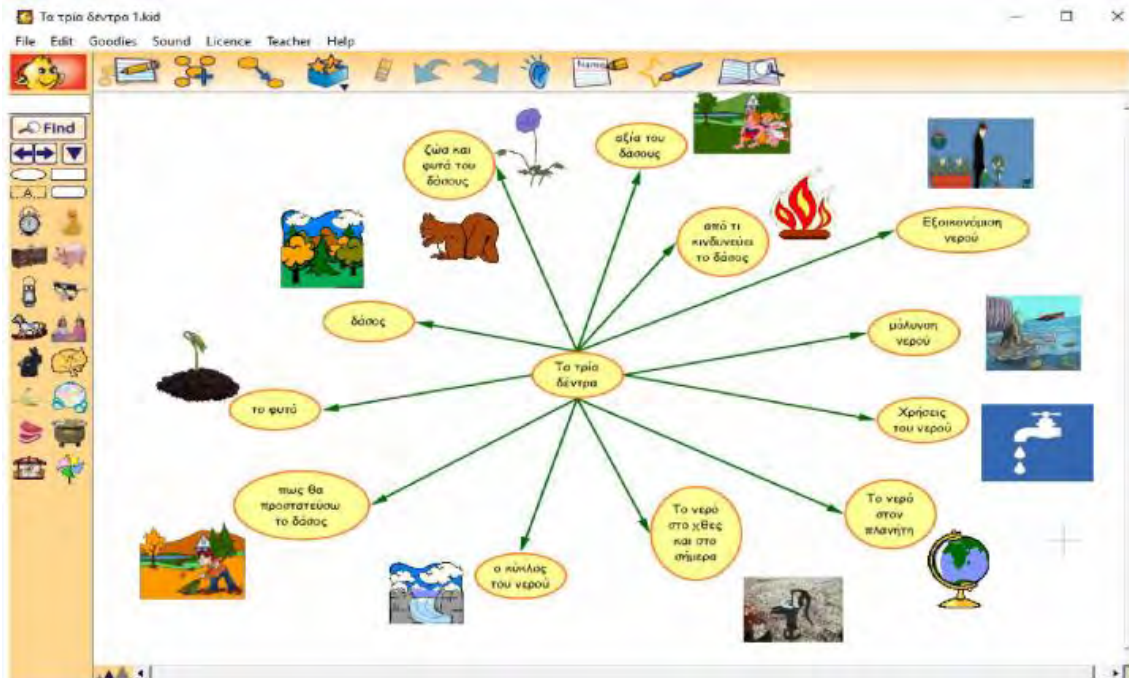 Τα τρία δέντρα 1.kid
File Edit Goodies Sound Licence Teacher Help
Name
Find
A
ζώα και
φυτά του
δάσους
αξία του
δάσους
από τι
κινδυνεύει
το δάσος
Εξοικονόμιση
νερού
δάσος
μόλυνση
νερού
Τα τρία
δέντρα
το φυτό
Χρήσεις
του νερού
πως θα
προστατεύσω
το δάσος
Το νερό
στο χθες
και στο
σήμερα
Το νερό
στον
πλανήτη
ο κύκλος
του νερού